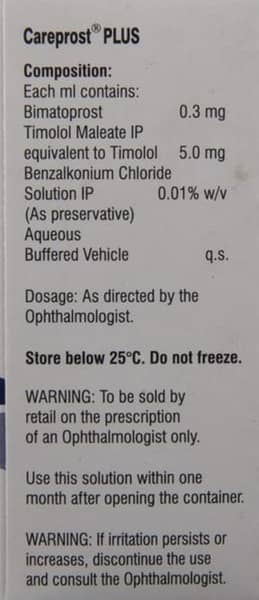 Careprost® PLUS
Composition:
Each ml contains:
Bimatoprost 0.3 mg
Timolol Maleate IP
equivalent to Timolol 5.0 mg
Benzalkonium Chloride
Solution IP 0.01% w/v
(As preservative)
Aqueous
Buffered Vehicle q.s.
Dosage: As directed by the
Ophthalmologist.
Store below 25°C. Do not freeze.
WARNING: To be sold by
retail on the prescription
of an Ophthalmologist only.
Use this solution within one
month after opening the container.
WARNING: If irritation persists or
increases, discontinue the use
and consult the Ophthalmologist.